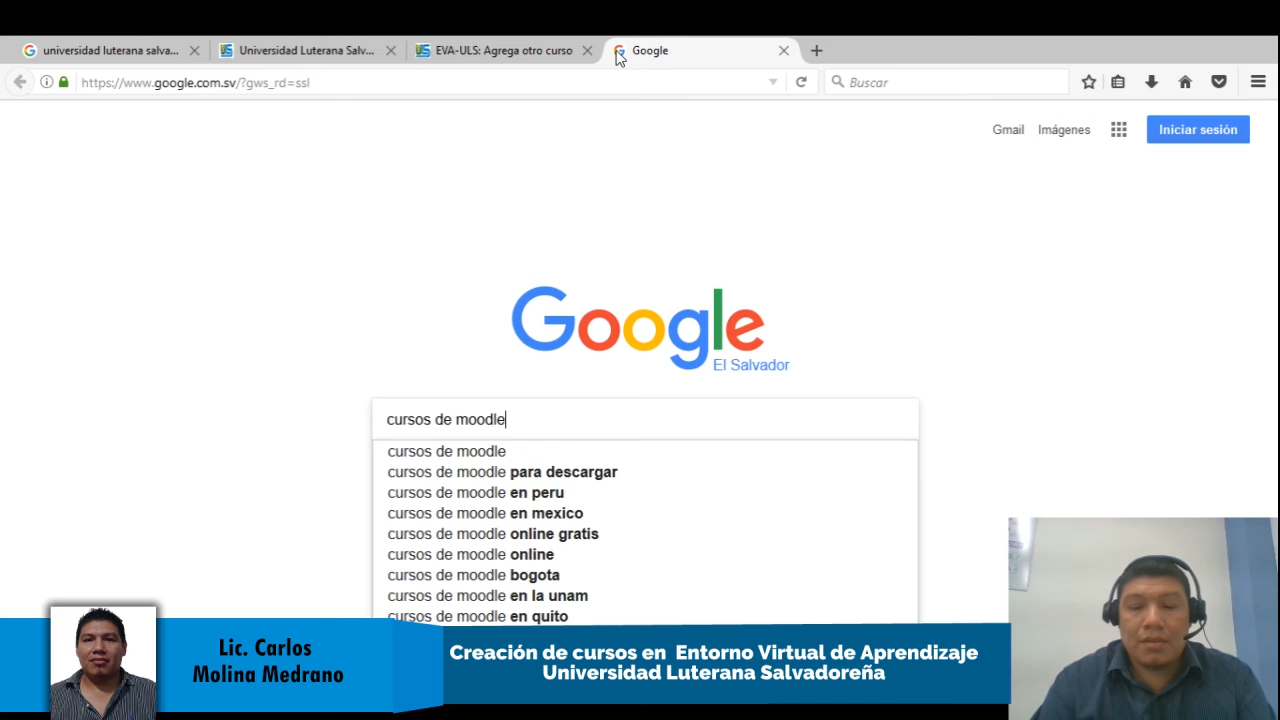 universidad luterana salva...
Universidad Luterana Salv...
EVA-ULS: Agrega otro curso
Google
https://www.google.com.sv/?gws_rd=ssl
Buscar
Gmail
Imágenes
Iniciar sesión
Google
El Salvador
cursos de moodle
cursos de moodle
cursos de moodle para descargar
cursos de moodle en peru
cursos de moodle en mexico
cursos de moodle online gratis
cursos de moodle online
cursos de moodle bogota
cursos de moodle en la unam
cursos de moodle en quito
Lic. Carlos
Molina Medrano
Creación de cursos en Entorno Virtual de Aprendizaje
Universidad Luterana Salvadoreña